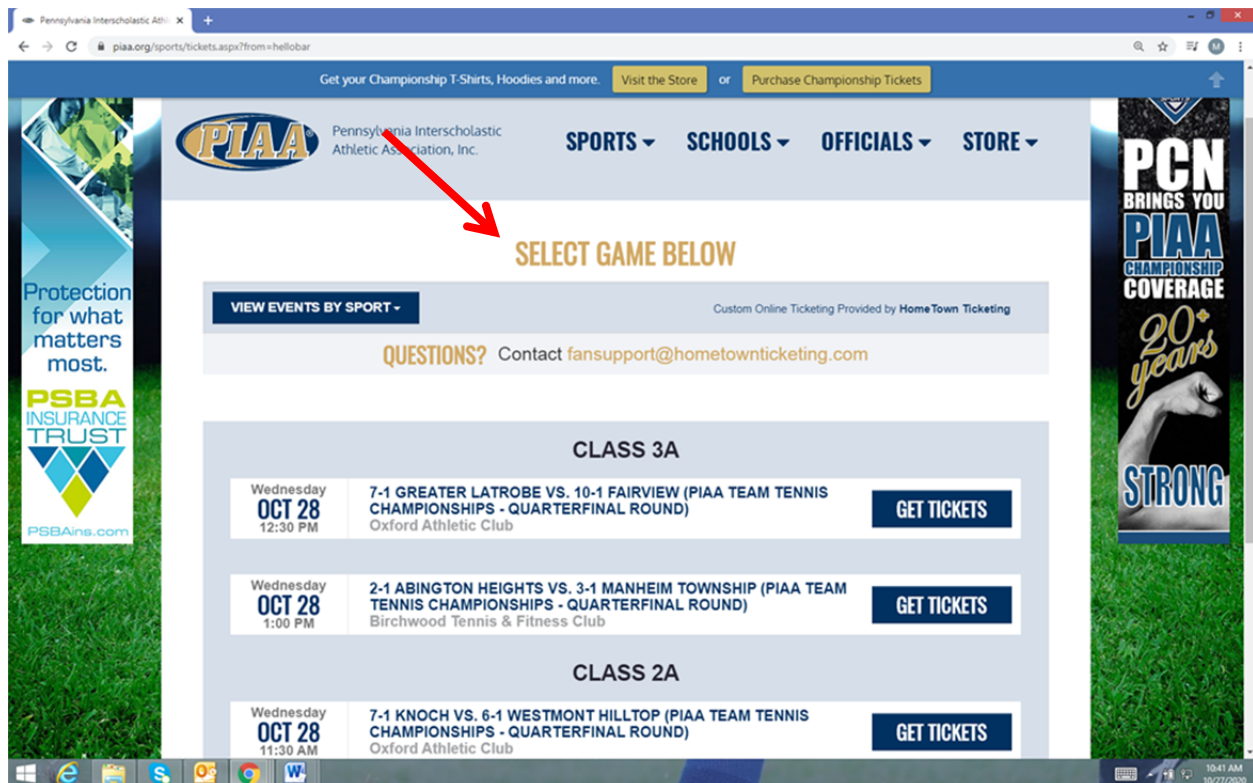 Pennsylvania Interscholastic Athl
piaa.org/sports/tickets.aspx?from=hellobar
M
Get your Championship T-Shirts, Hoodies and more. Visit the Store or Purchase Championship Tickets
PIAA
Pennsylvania Interscholastic
Athletic Association, Inc.
SPORTS SCHOOLS OFFICIALS STORE
SELECT GAME BELOW
VIEW EVENTS BY SPORT
Custom Online Ticketing Provided by HomeTown Ticketing
QUESTIONS? Contact fansupport@hometownticketing.com
CLASS 3A
Wednesday
OCT 28
12:30 PM
7-1 GREATER LATROBE VS. 10-1 FAIRVIEW (PIAA TEAM TENNIS
CHAMPIONSHIPS - QUARTERFINAL ROUND)
Oxford Athletic Club
GET TICKETS
Wednesday
OCT 28
1:00 PM
2-1 ABINGTON HEIGHTS VS. 3-1 MANHEIM TOWNSHIP (PIAA TEAM
TENNIS CHAMPIONSHIPS - QUARTERFINAL ROUND)
Birchwood Tennis & Fitness Club
GET TICKETS
CLASS 2A
Wednesday
OCT 28
11:30 AM
7-1 KNOCH VS. 6-1 WESTMONT HILLTOP (PIAA TEAM TENNIS
CHAMPIONSHIPS - QUARTERFINAL ROUND)
Oxford Athletic Club
GET TICKETS
Protection
for what
matters
most.
PSBA
INSURANCE
TRUST
PSBAins.com
PCN
BRINGS YOU
PIAA
CHAMPIONSHIP
COVERAGE
20+
years
STRONG
10:41 AM
10/27/2020